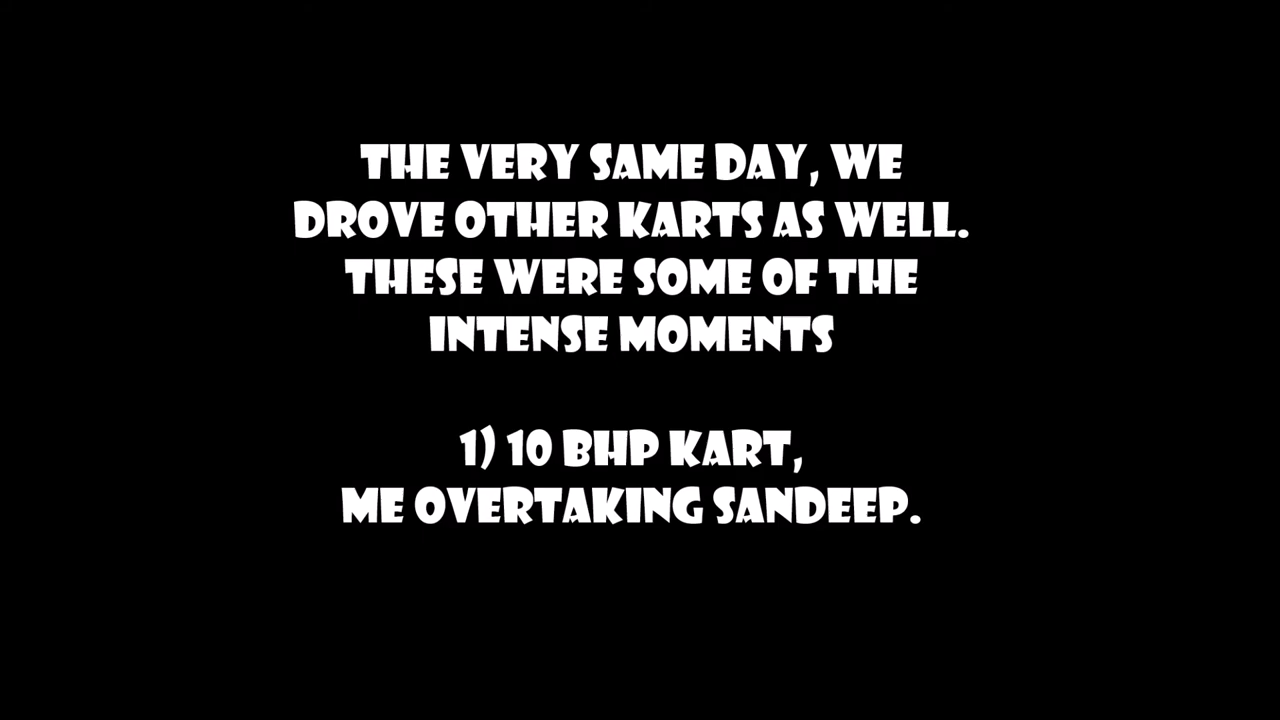 THE VERY SAME DAY, WE
DROVE OTHER KARTS AS WELL.
THESE WERE SOME OF THE
INTENSE MOMENTS
1) 10 BHP KART,
ME OVERTAKING SANDEEP.